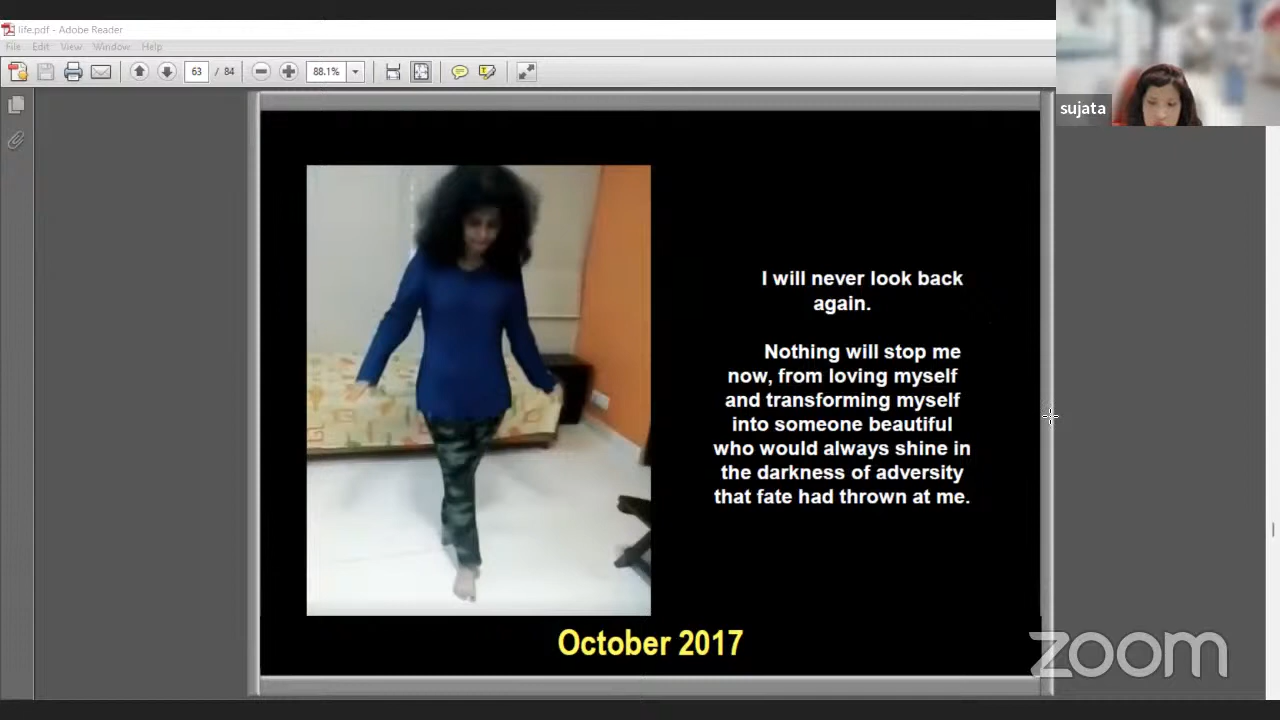 life.pdf - Adobe Reader
File Edit View Window Help
63 / 84 88.1%
sujata
I will never look back
again.
Nothing will stop me
now, from loving myself
and transforming myself
into someone beautiful
who would always shine in
the darkness of adversity
that fate had thrown at me.
October 2017
zoom